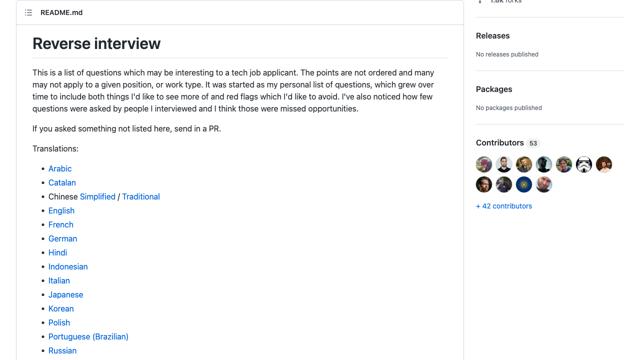 README.md
Reverse interview
This is a list of questions which may be interesting to a tech job applicant. The points are not ordered and many
may not apply to a given position, or work type. It was started as my personal list of questions, which grew over
time to include both things I'd like to see more of and red flags which I'd like to avoid. I've also noticed how few
questions were asked by people I interviewed and I think those were missed opportunities.
If you asked something not listed here, send in a PR.
Translations:
• Arabic
• Catalan
• Chinese Simplified / Traditional
• English
• French
• German
• Hindi
• Indonesian
• Italian
• Japanese
• Korean
• Polish
• Portuguese (Brazilian)
• Russian
forks
Releases
No releases published
Packages
No packages published
Contributors 53
+ 42 contributors